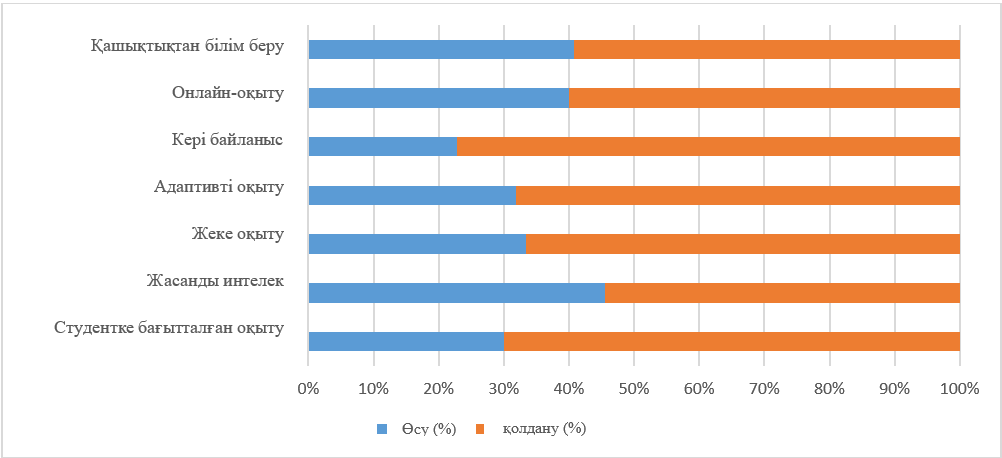 Қашықтықтан білім беру
Онлайн-оқыту
Кері байланыс
Адаптивті оқыту
Жеке оқыту
Жасанды интелек
Студентке бағытталған оқыту
0% 10% 20% 30% 40% 50% 60% 70% 80% 90% 100%
Өсу (%) қолдану (%)